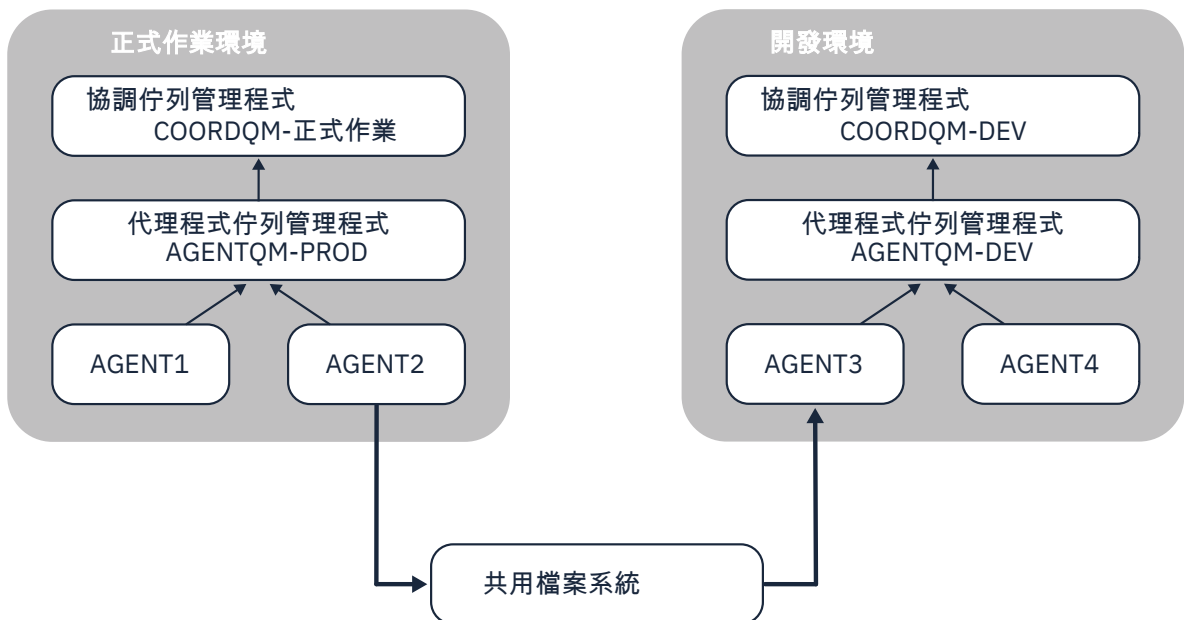 正式作業環境
協調佇列管理程式
COORDQM-正式作業
代理程式佇列管理程式
AGENTQM-PROD
AGENT1
AGENT2
開發環境
協調佇列管理程式
COORDQM-DEV
代理程式佇列管理程式
AGENTQM-DEV
AGENT3
AGENT4
共用檔案系統